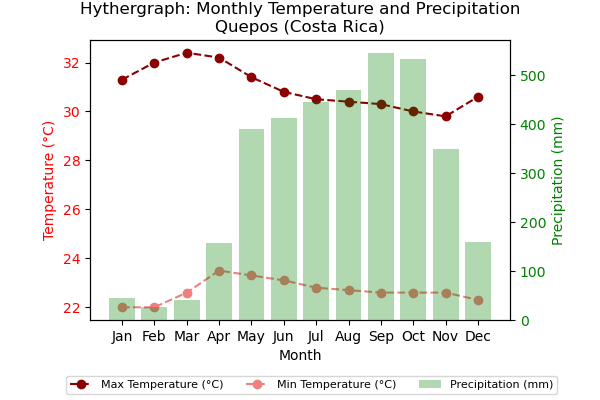 Hythergraph: Monthly Temperature and Precipitation
Quepos (Costa Rica)
Temperature (°C)
32
30
28
26
24
22
Precipitation (mm)
500
400
300
200
100
0
Jan Feb Mar Apr May Jun Jul Aug Sep Oct Nov Dec
Month
Max Temperature (°C) Min Temperature (°C) Precipitation (mm)